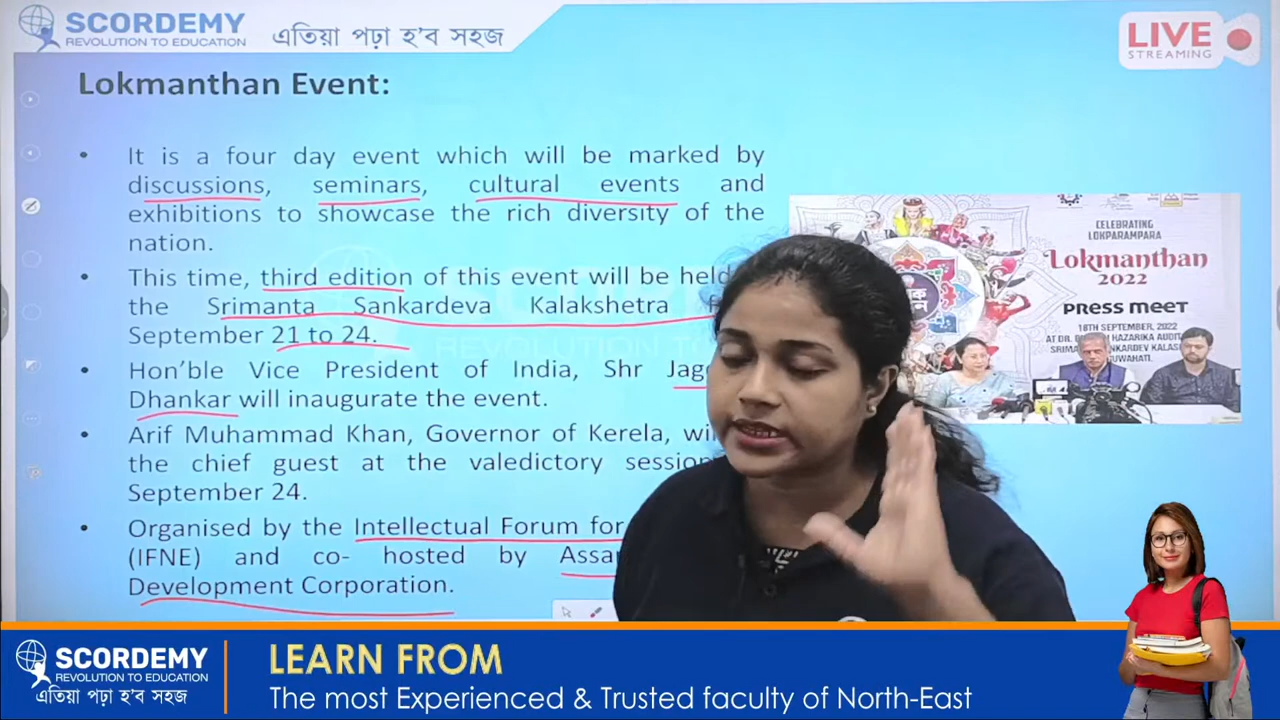 SCORDEMY
REVOLUTION TO EDUCATION
এতিয়া পঢ়া হ'ব সহজ
LIVE
STREAMING
Lokmanthan Event:
• It is a four day event which will be marked by
discussions, seminars, cultural events and
exhibitions to showcase the rich diversity of the
nation.
• This time, third edition of this event will be held
the Srimanta Sankardeva Kalakshetra
September 21 to 24.
• Hon'ble Vice President of India, Shr
Dhankar will inaugurate the event.
• Arif Muhammad Khan, Governor of Kerela,
the chief guest at the valedictory session
September 24.
• Organised by the Intellectual Forum for
(IFNE) and co- hosted by
Development Corporation.
CELEBRATING
LOKPARAMPARA
Lokmanthan
2022
PRESS MEET
18TH SEPTEMBER, 2022
AT DR.
SCORDEMY
REVOLUTION TO EDUCATION
এতিয়া পঢ়া হ'ব সহজ
LEARN FROM
The most Experienced & Trusted faculty of North-East